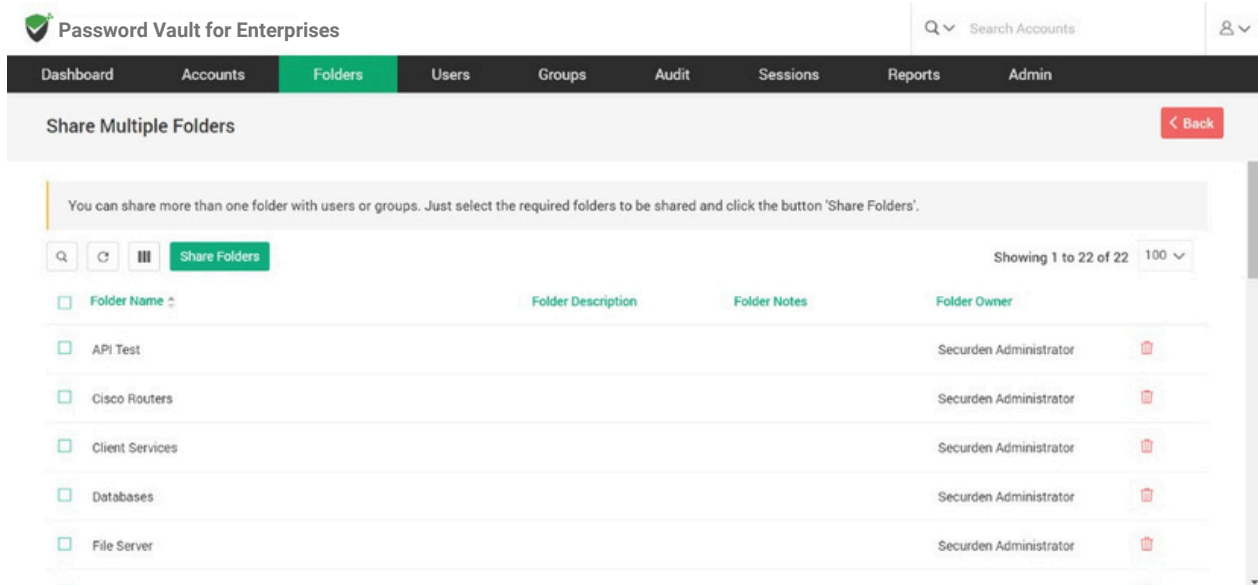 Password Vault for Enterprises
Search Accounts
Dashboard Accounts Folders Users Groups Audit Sessions Reports Admin
Share Multiple Folders
Back
You can share more than one folder with users or groups. Just select the required folders to be shared and click the button 'Share Folders'.
Share Folders
Showing 1 to 22 of 22 100
Folder Name Folder Description Folder Notes Folder Owner
API Test Securden Administrator
Cisco Routers Securden Administrator
Client Services Securden Administrator
Databases Securden Administrator
File Server Securden Administrator